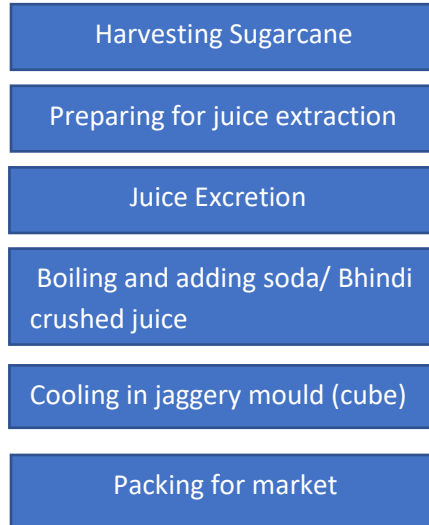 Harvesting Sugarcane
Preparing for juice extraction
Juice Excretion
Boiling and adding soda/ Bhindi
crushed juice
Cooling in jaggery mould (cube)
Packing for market